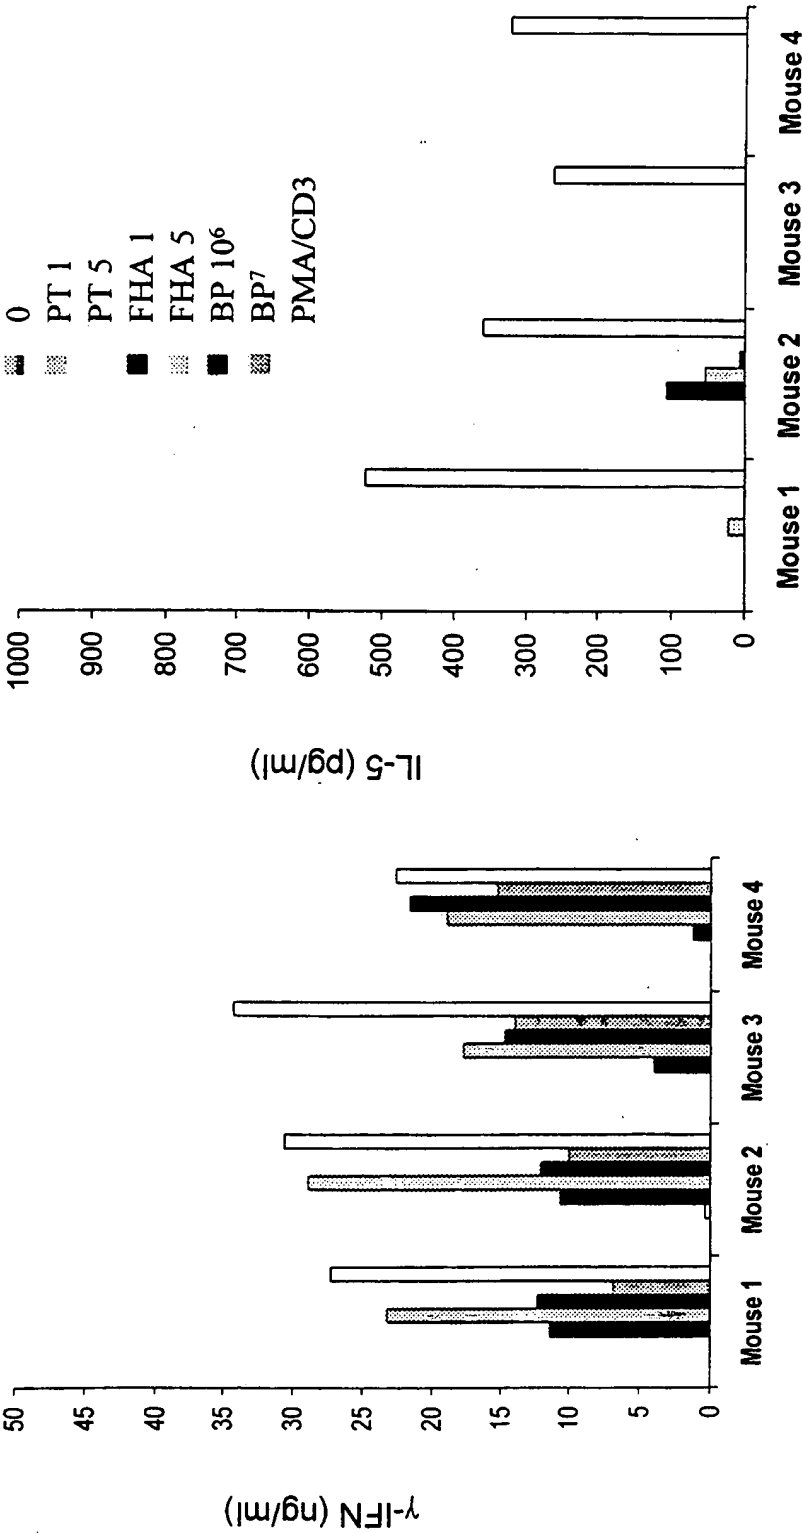 γ-IFN (ng/ml)
50
45
40
35
30
25
20
15
10
5
0
Mouse 1
Mouse 2
Mouse 3
Mouse 4
IL-5 (pg/ml)
1000
900
800
700
600
500
400
300
200
100
0
Mouse 1
Mouse 2
Mouse 3
Mouse 4
0
PT 1
PT 5
FHA 1
FHA 5
BP 10⁶
BP⁷
PMA/CD3